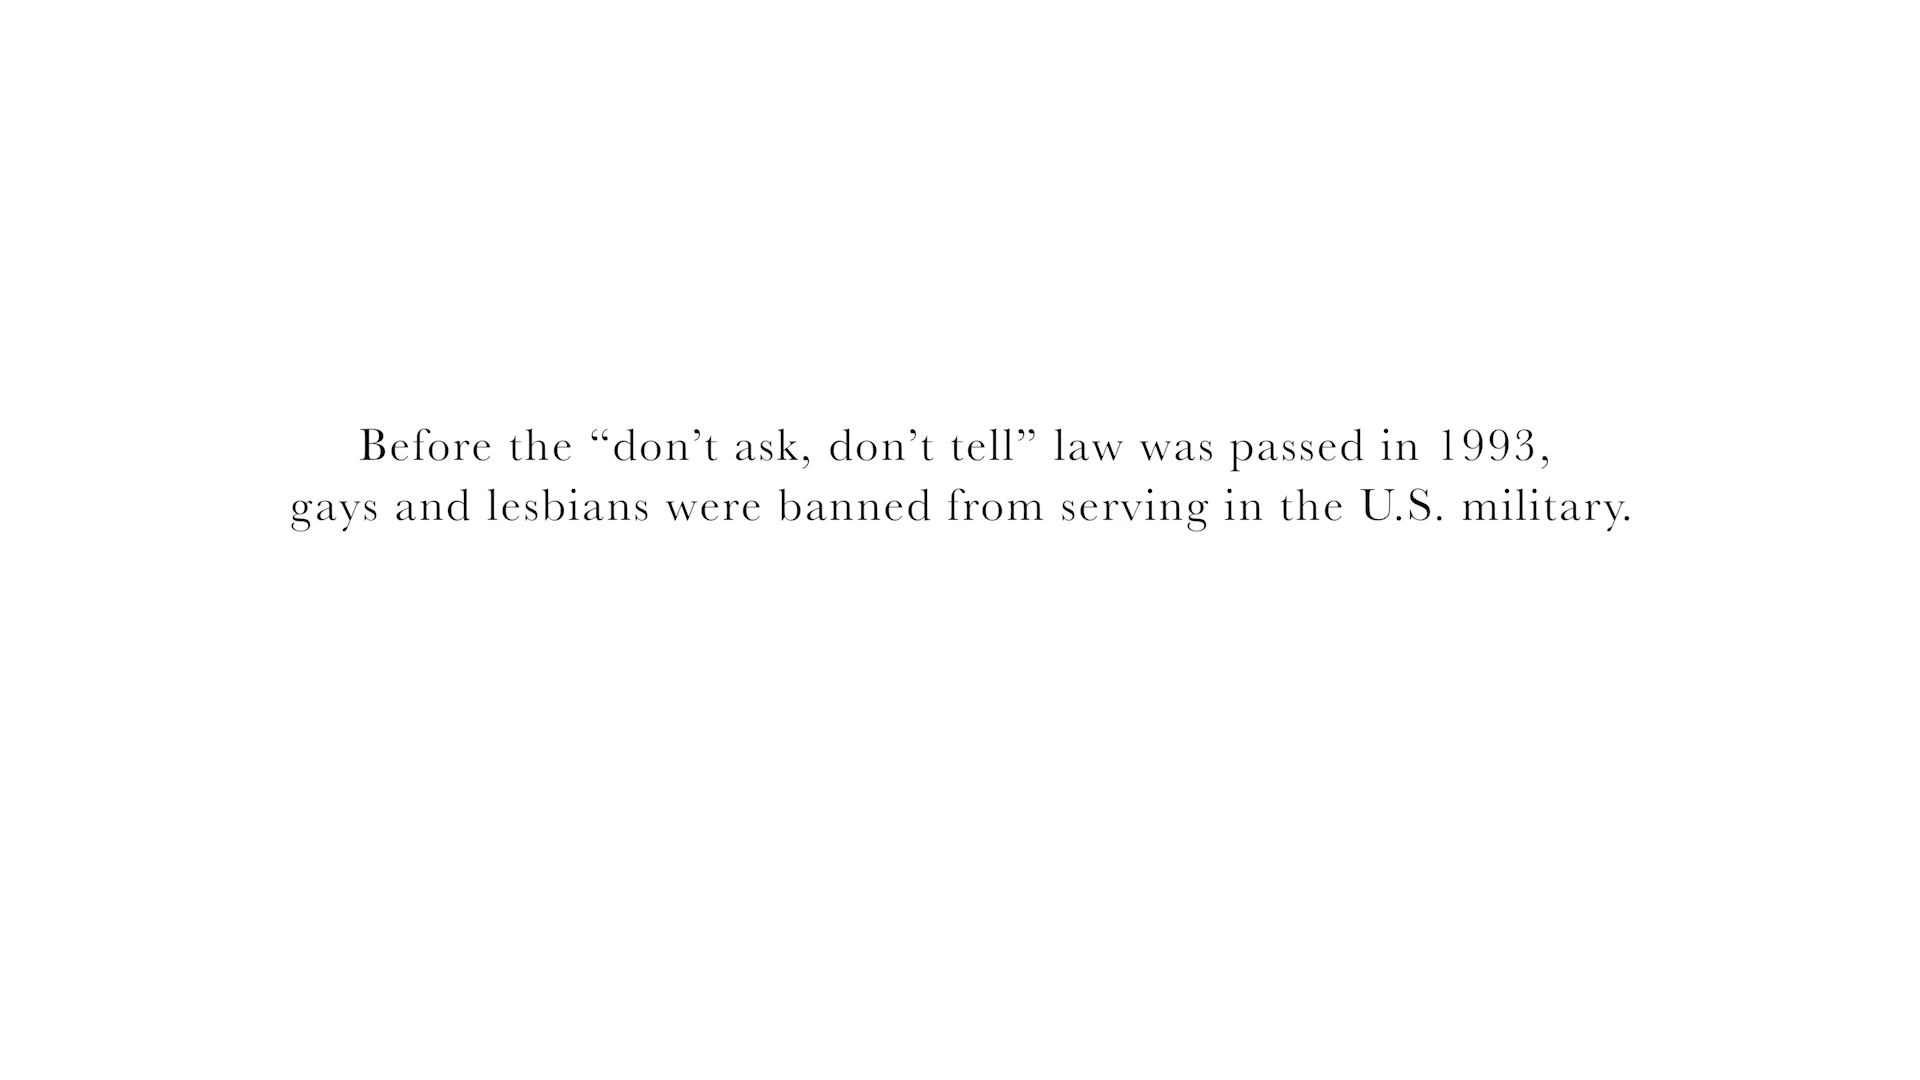 Before the “don’t ask, don’t tell” law was passed in 1993,
gays and lesbians were banned from serving in the U.S. military.